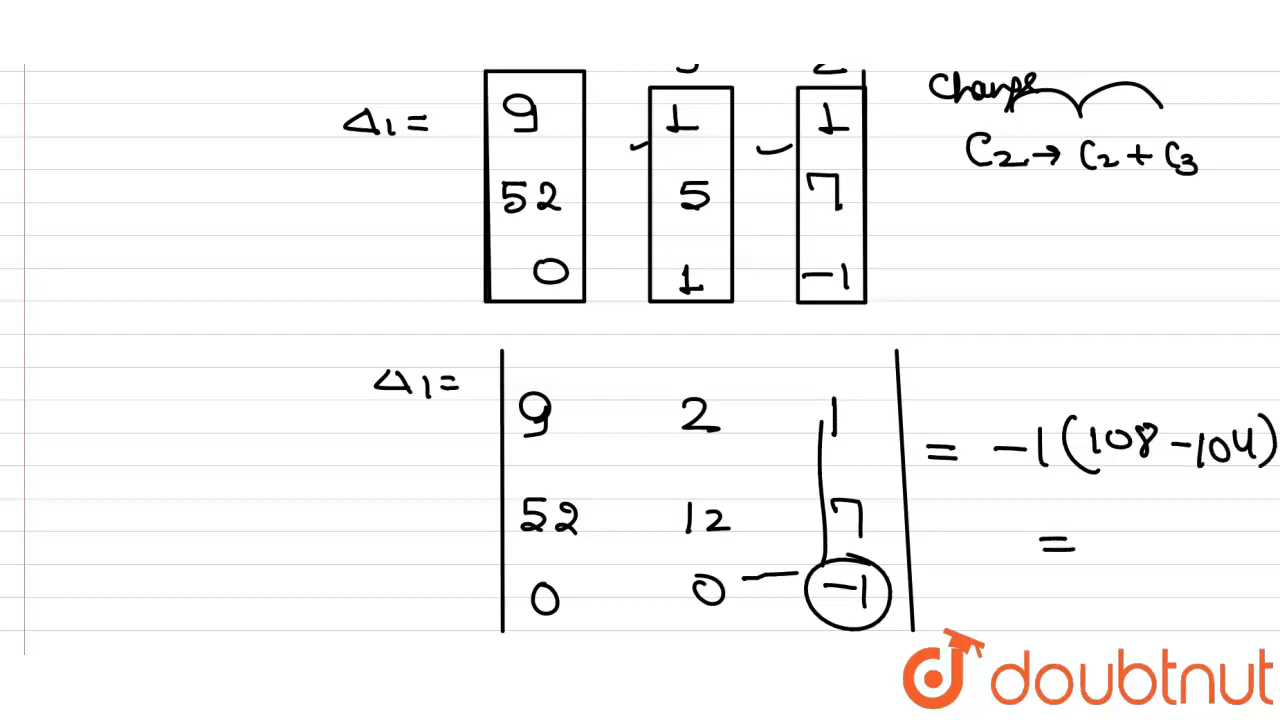 Change
Δ1 = 9 1 1
C2 → C2 + C3
52 5 7
0 1 -1
Δ1 =
9 2 1
= -1(108 - 104)
52 12 7
=
0 0 -1
doubtnut